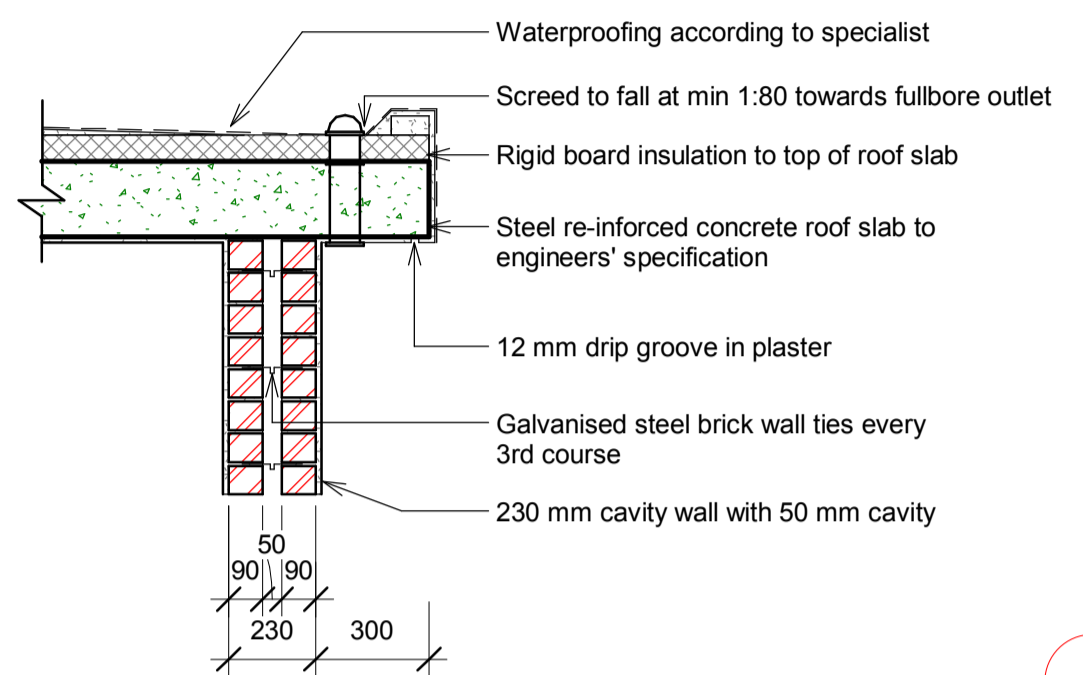 Waterproofing according to specialist
Screed to fall at min 1:80 towards fullbore outlet
Rigid board insulation to top of roof slab
Steel re-inforced concrete roof slab to
engineers' specification
12 mm drip groove in plaster
Galvanised steel brick wall ties every
3rd course
230 mm cavity wall with 50 mm cavity
50
90 90
230 300